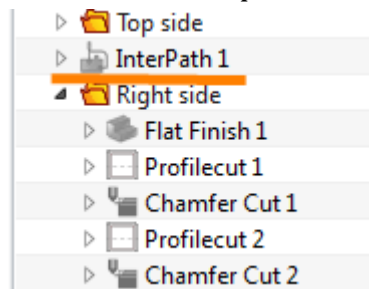 Top side
InterPath 1
Right side
Flat Finish 1
Profilecut 1
Chamfer Cut 1
Profilecut 2
Chamfer Cut 2